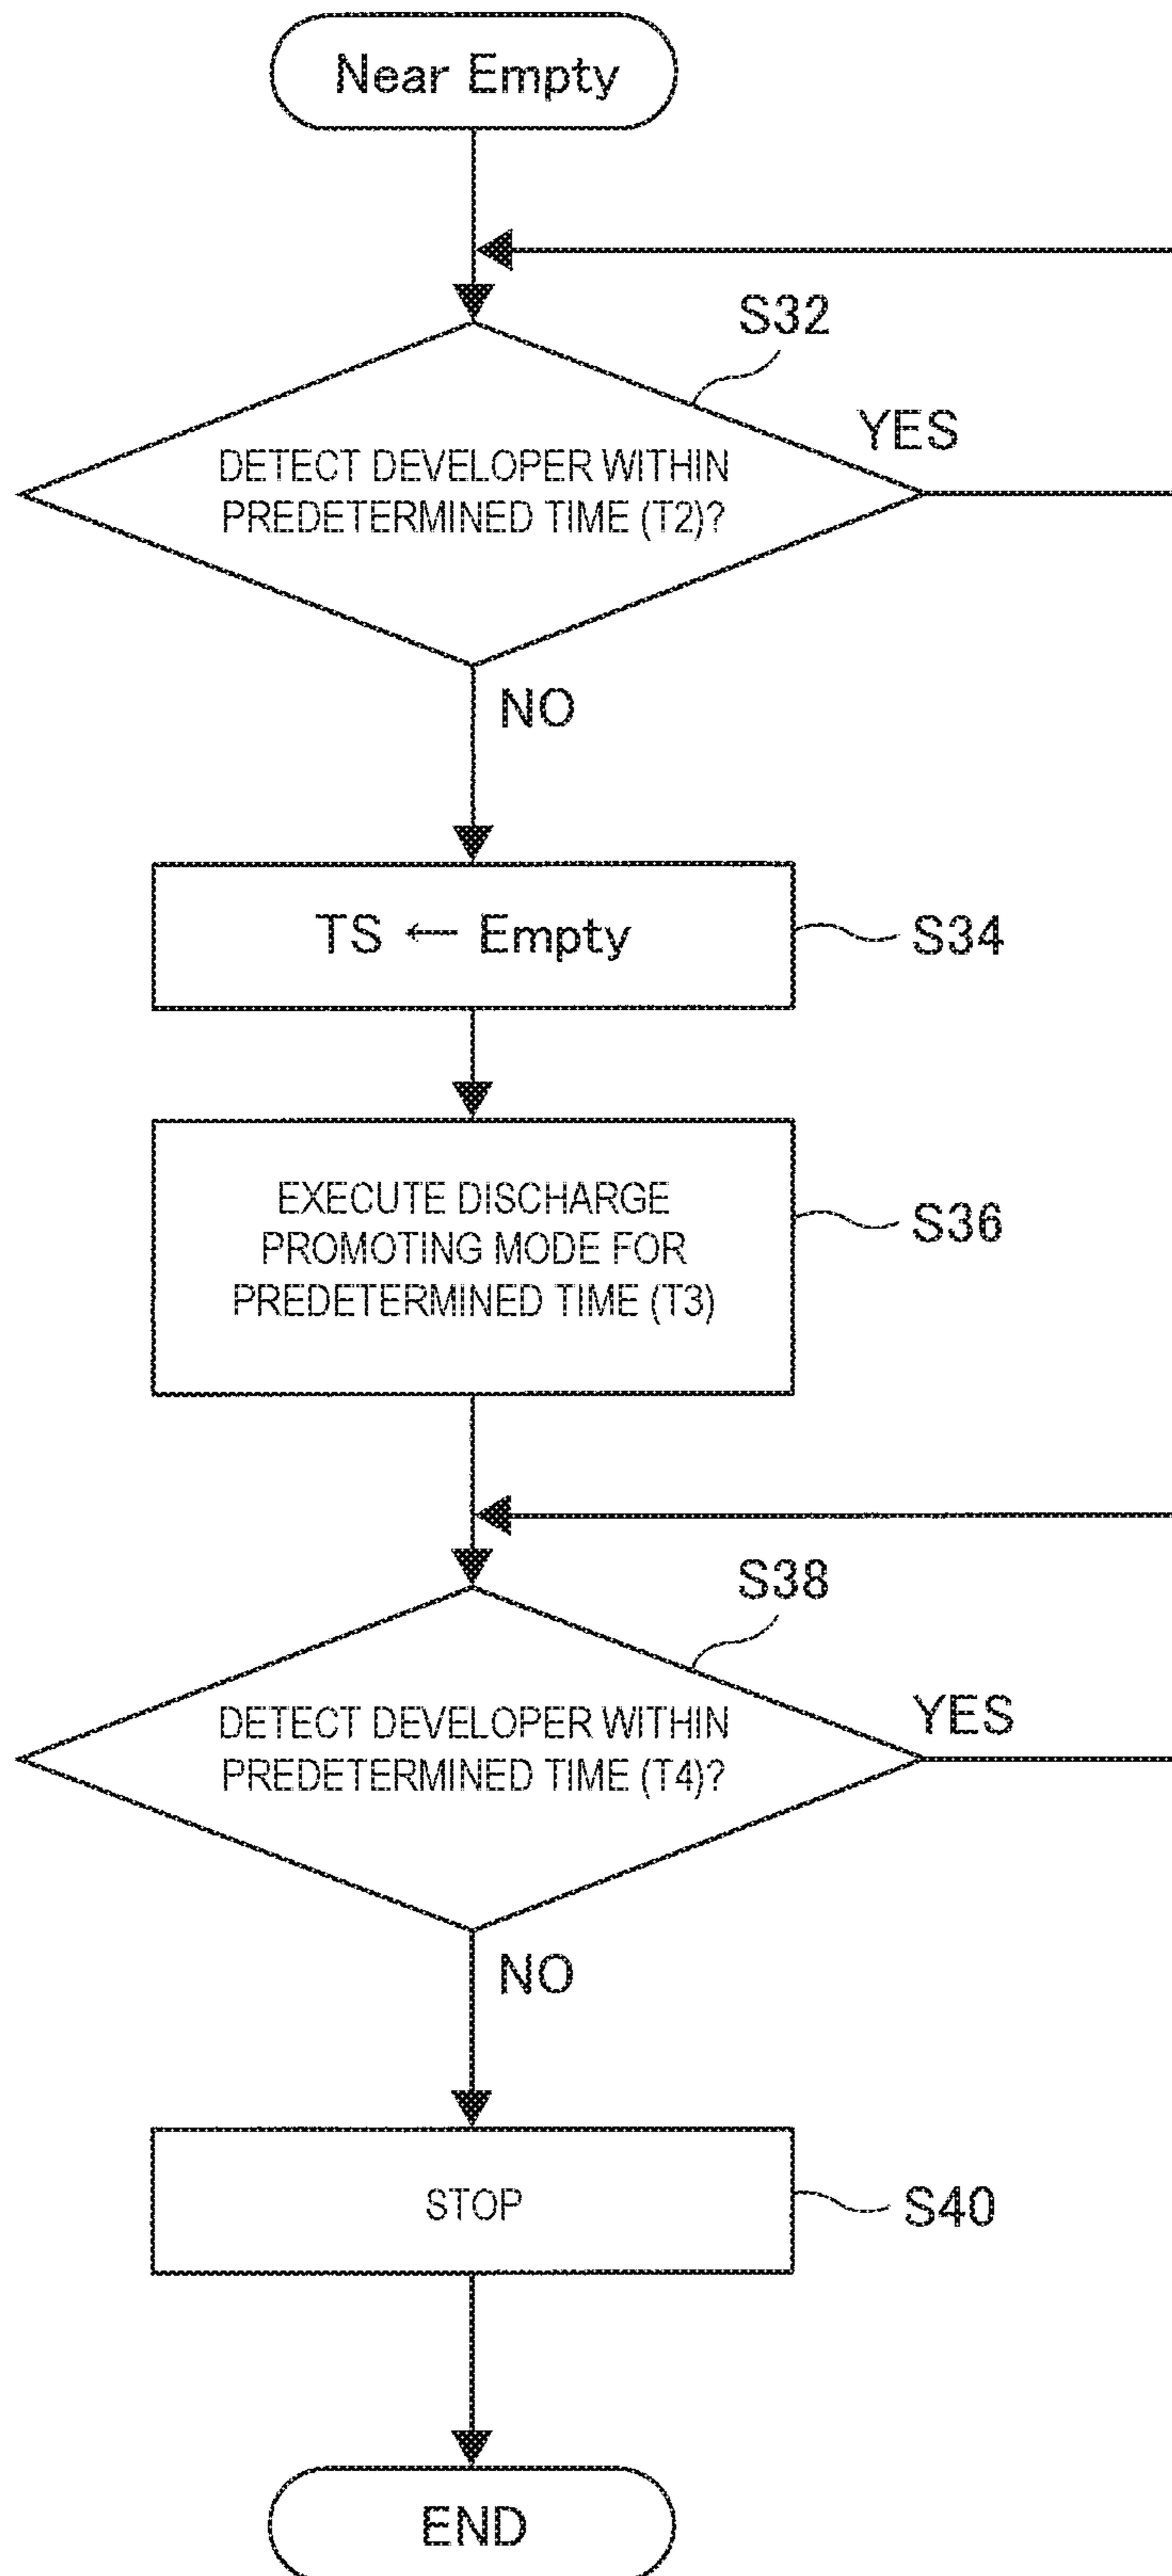 Near Empty
S32
YES
DETECT DEVELOPER WITHIN
PREDETERMINED TIME (T2)?
NO
TS ← Empty
S34
EXECUTE DISCHARGE
PROMOTING MODE FOR
PREDETERMINED TIME (T3)
S36
S38
YES
DETECT DEVELOPER WITHIN
PREDETERMINED TIME (T4)?
NO
STOP
S40
END